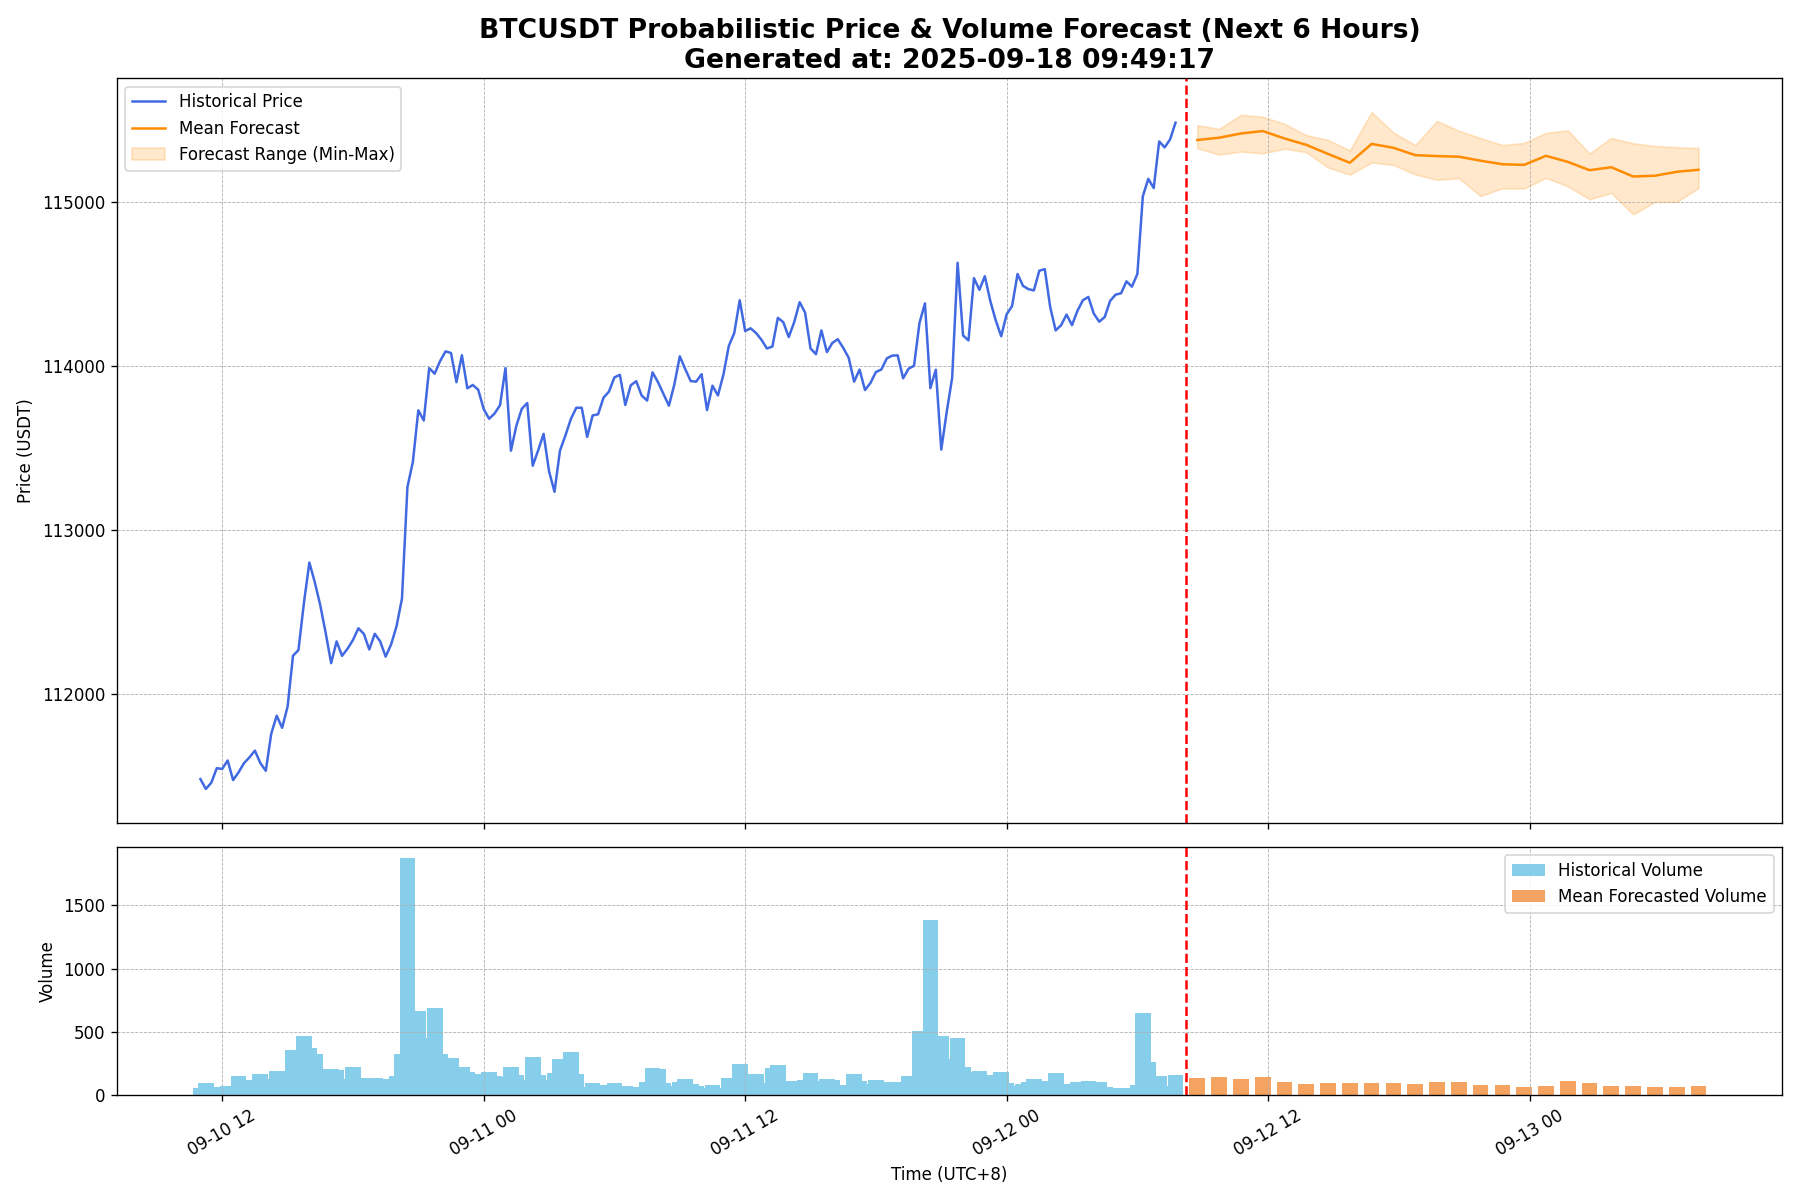 BTCUSDT Probabilistic Price & Volume Forecast (Next 6 Hours)
Generated at: 2025-09-18 09:49:17
Historical Price
Mean Forecast
Forecast Range (Min-Max)
Price (USDT)
115000
114000
113000
112000
Historical Volume
Mean Forecasted Volume
Volume
1500
1000
500
0
09-10 12
09-11 00
09-11 12
09-12 00
09-12 12
09-13 00
Time (UTC+8)